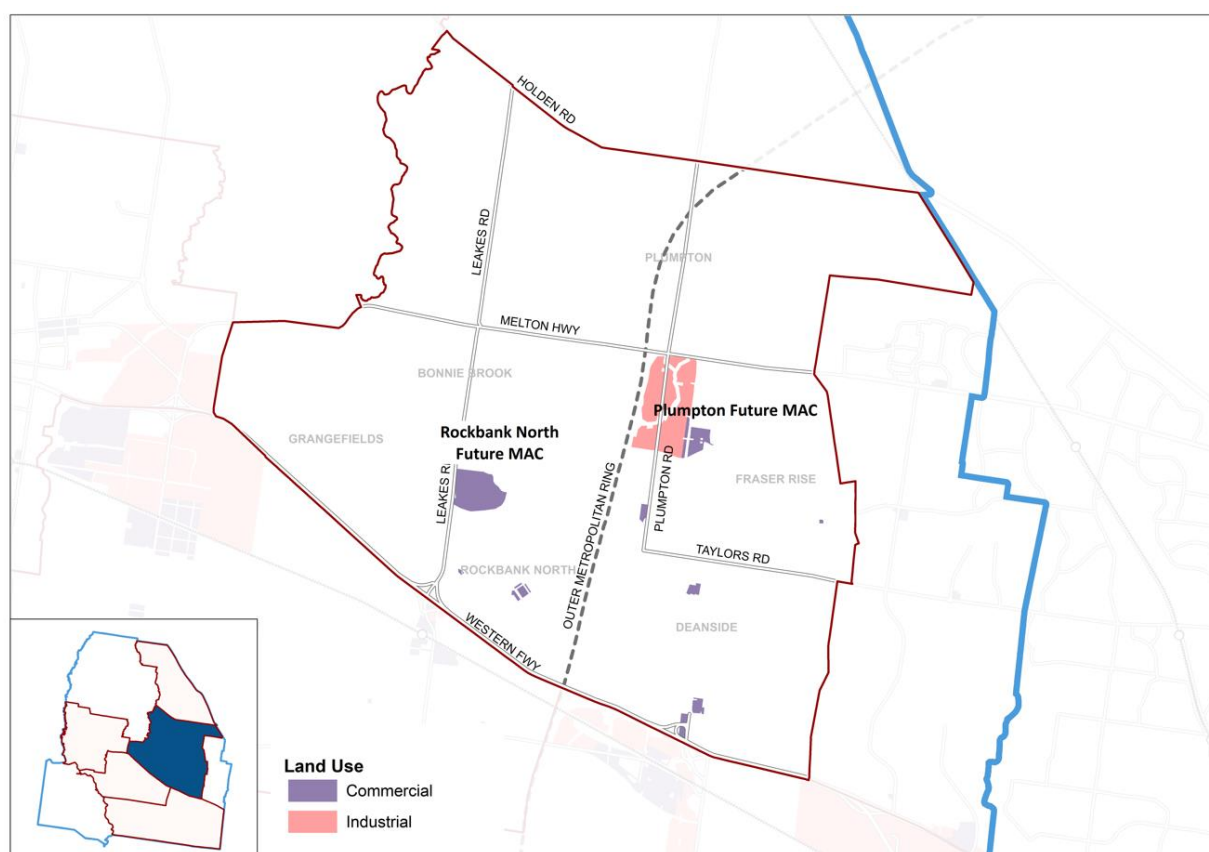 HOLDEN RD
LEAKES RD
PLUMPTON
MELTON HWY
BONNIE BROOK
Plumpton Future MAC
GRANGEFIELDS
Rockbank North
Future MAC
LEAKES R
OUTER METROPOLITAN RING
PLUMPTON RD
FRASER RISE
TAYLORS RD
ROCKBANK NORTH
DEANSIDE
WESTERN FWY
Land Use
Commercial
Industrial